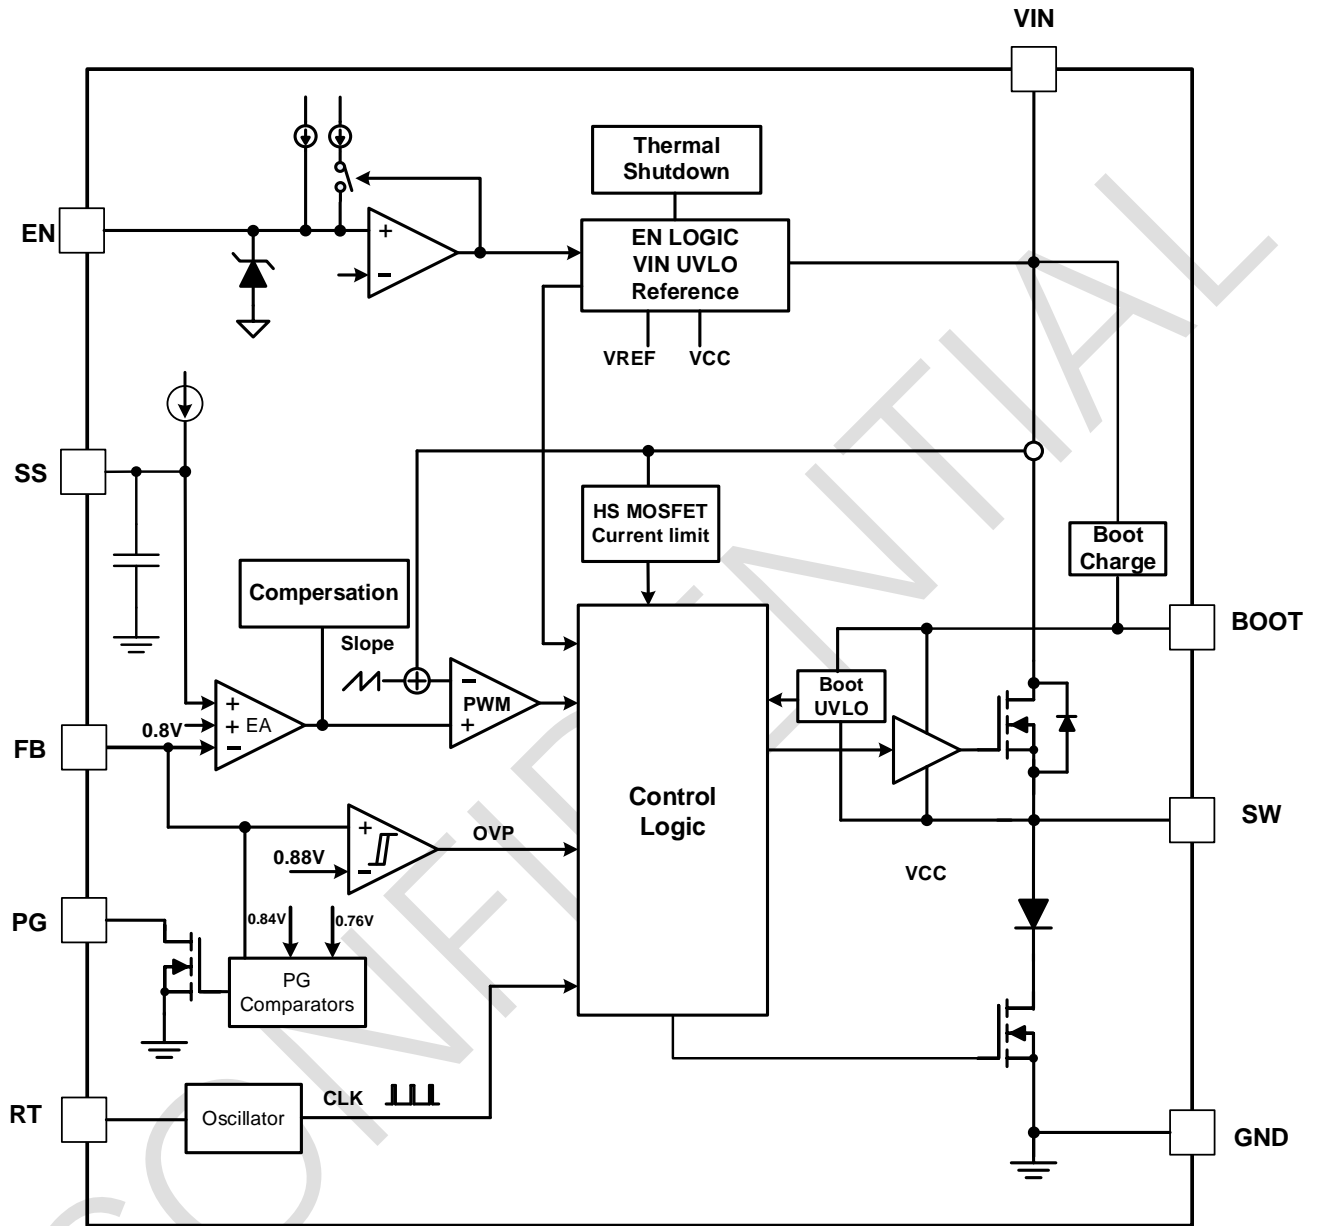 VIN
Thermal
Shutdown
EN
+
−
EN LOGIC
VIN UVLO
Reference
VREF
VCC
SS
HS MOSFET
Current limit
Boot
Charge
Compersation
BOOT
Slope
+
+
−
EA
0.8V
−
+
PWM
Boot
UVLO
FB
Control
Logic
SW
+
−
0.88V
OVP
VCC
PG
0.84V
0.76V
PG
Comparators
RT
Oscillator
CLK
GND
CONFIDENTIAL